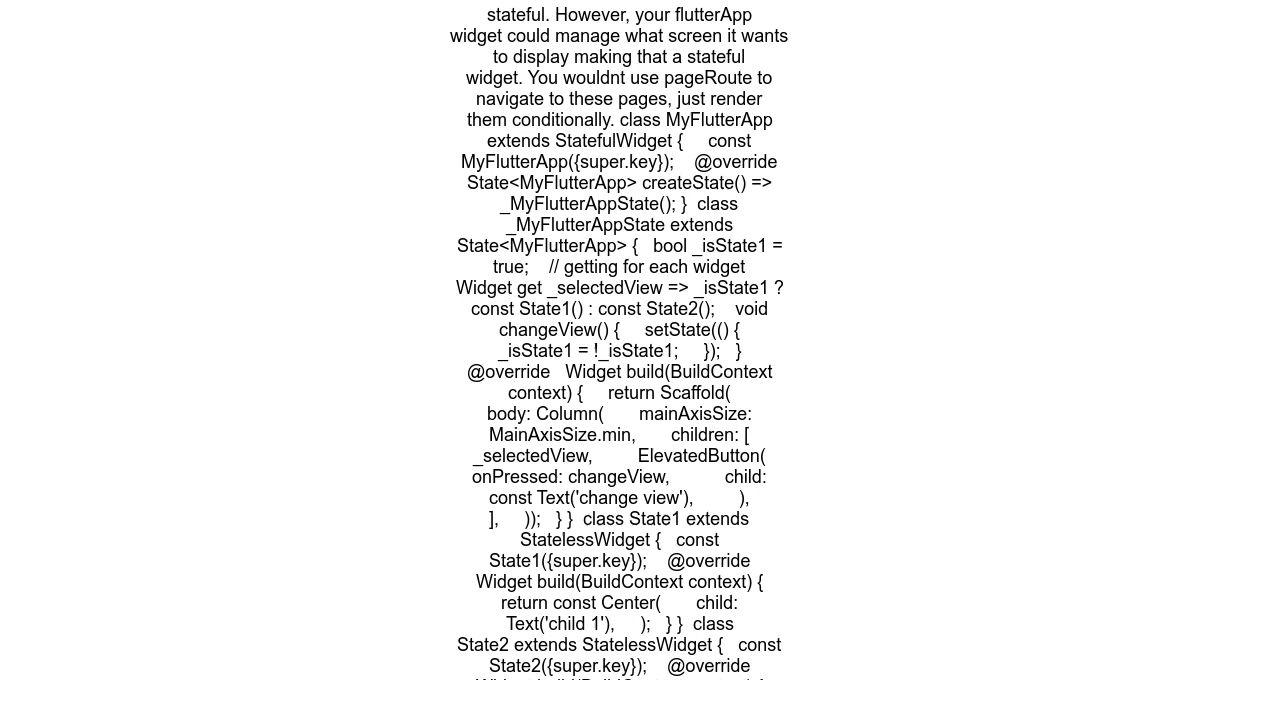 stateful. However, your flutterApp
widget could manage what screen it wants
to display making that a stateful
widget. You wouldnt use pageRoute to
navigate to these pages, just render
them conditionally. class MyFlutterApp
extends StatefulWidget {     const
MyFlutterApp({super.key});    @override
State<MyFlutterApp> createState() =>
_MyFlutterAppState(); }  class
_MyFlutterAppState extends
State<MyFlutterApp> {   bool _isState1 =
true;    // getting for each widget
Widget get _selectedView => _isState1 ?
const State1() : const State2();    void
changeView() {     setState(() {
_isState1 = !_isState1;     });   }
@override   Widget build(BuildContext
context) {     return Scaffold(
body: Column(       mainAxisSize:
MainAxisSize.min,       children: [
_selectedView,         ElevatedButton(
onPressed: changeView,           child:
const Text('change view'),         ),
],     ));   } }  class State1 extends
StatelessWidget {   const
State1({super.key});    @override
Widget build(BuildContext context) {
return const Center(       child:
Text('child 1'),     );   } }  class
State2 extends StatelessWidget {   const
State2({super.key});    @override